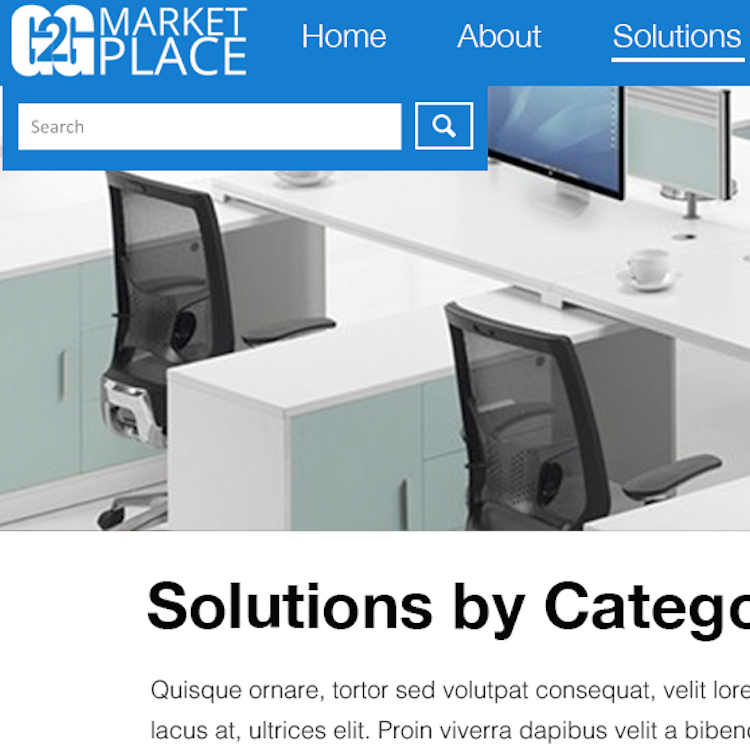 G2G MARKET
PLACE
Home About Solutions
Search
Solutions by Catego
Quisque ornare, tortor sed volutpat consequat, velit lore
lacus at, ultrices elit. Proin viverra dapibus velit a bibend